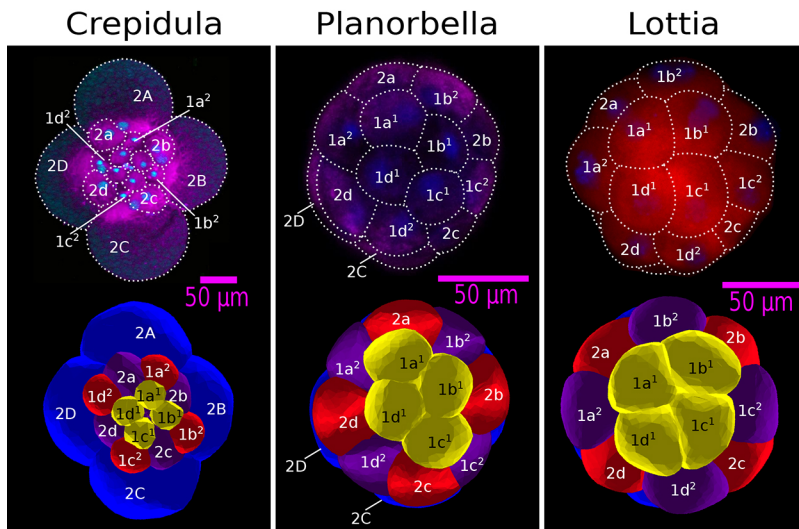 Crepidula
Planorbella
Lottia
2A
1a²
1d²
2a
2b
2D
2d
2c
2B
1c²
1b²
2C
50 µm
2a
1b²
1a¹
1a²
1b¹
2b
1d¹
2d
1c¹
1c²
2D
1d²
2c
2C
50 µm
1b²
2a
1a¹
1b¹
2b
1a²
1d¹
1c¹
1c²
2d
1d²
2c
50 µm
2A
2a
1a²
1d²
1a¹
2b
2D
1d¹
1b¹
2B
2d
1c¹
1b²
1c²
2c
2C
2a
1b²
1a²
1a¹
1b¹
2b
2d
1d¹
1c¹
1d²
1c²
2D
2c
2C
1b²
2a
2b
1a¹
1b¹
1a²
1c²
1d¹
1c¹
2d
2c
1d²